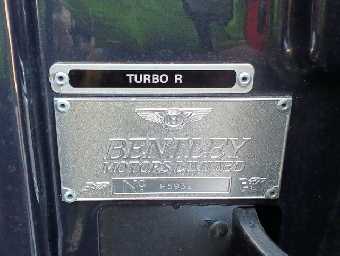 TURBO R
BENTLEY
MOTORS LIMITED
No